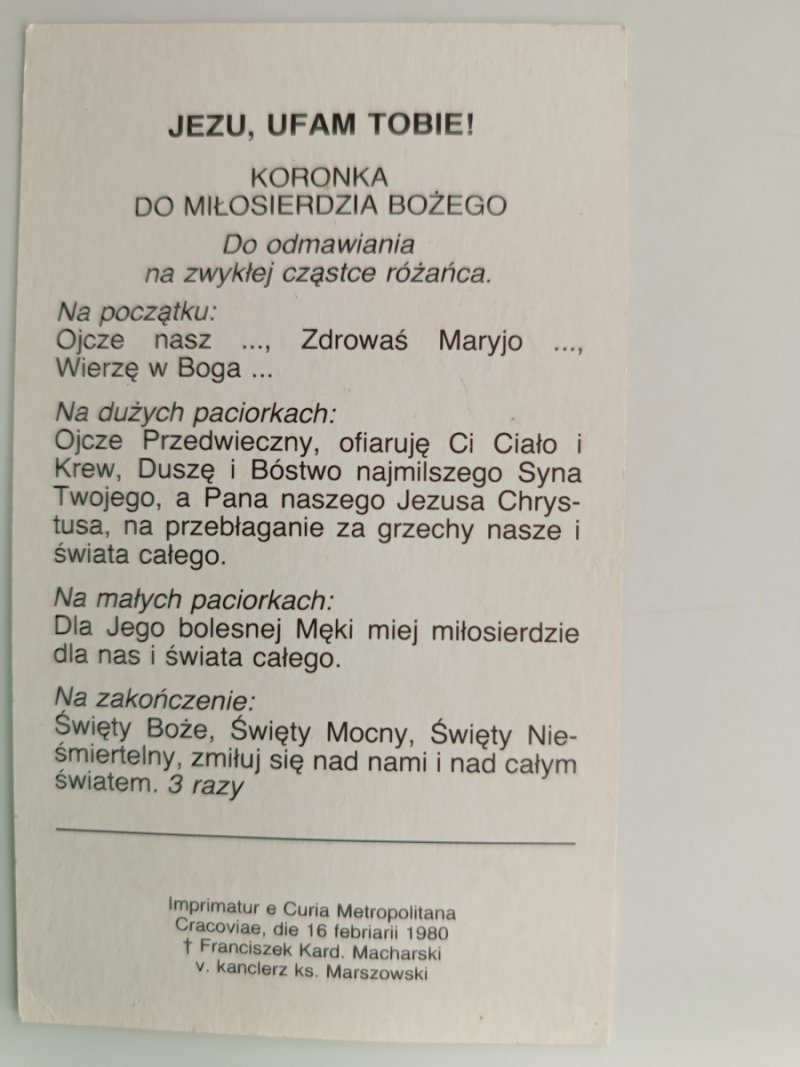 JEZU, UFAM TOBIE!
KORONKA
DO MIŁOSIERDZIA BOŻEGO
Do odmawiania
na zwykłej cząstce różańca.
Na początku:
Ojcze nasz ..., Zdrowaś Maryjo ...,
Wierzę w Boga ...
Na dużych paciorkach:
Ojcze Przedwieczny, ofiaruję Ci Ciało i
Krew, Duszę i Bóstwo najmilszego Syna
Twojego, a Pana naszego Jezusa Chrys-
tusa, na przebłaganie za grzechy nasze i
świata całego.
Na małych paciorkach:
Dla Jego bolesnej Męki miej miłosierdzie
dla nas i świata całego.
Na zakończenie:
Święty Boże, Święty Mocny, Święty Nie-
śmiertelny, zmiłuj się nad nami i nad całym
światem. 3 razy
Imprimatur e Curia Metropolitana
Cracoviae, die 16 febriarii 1980
† Franciszek Kard. Macharski
v. kanclerz ks. Marszowski